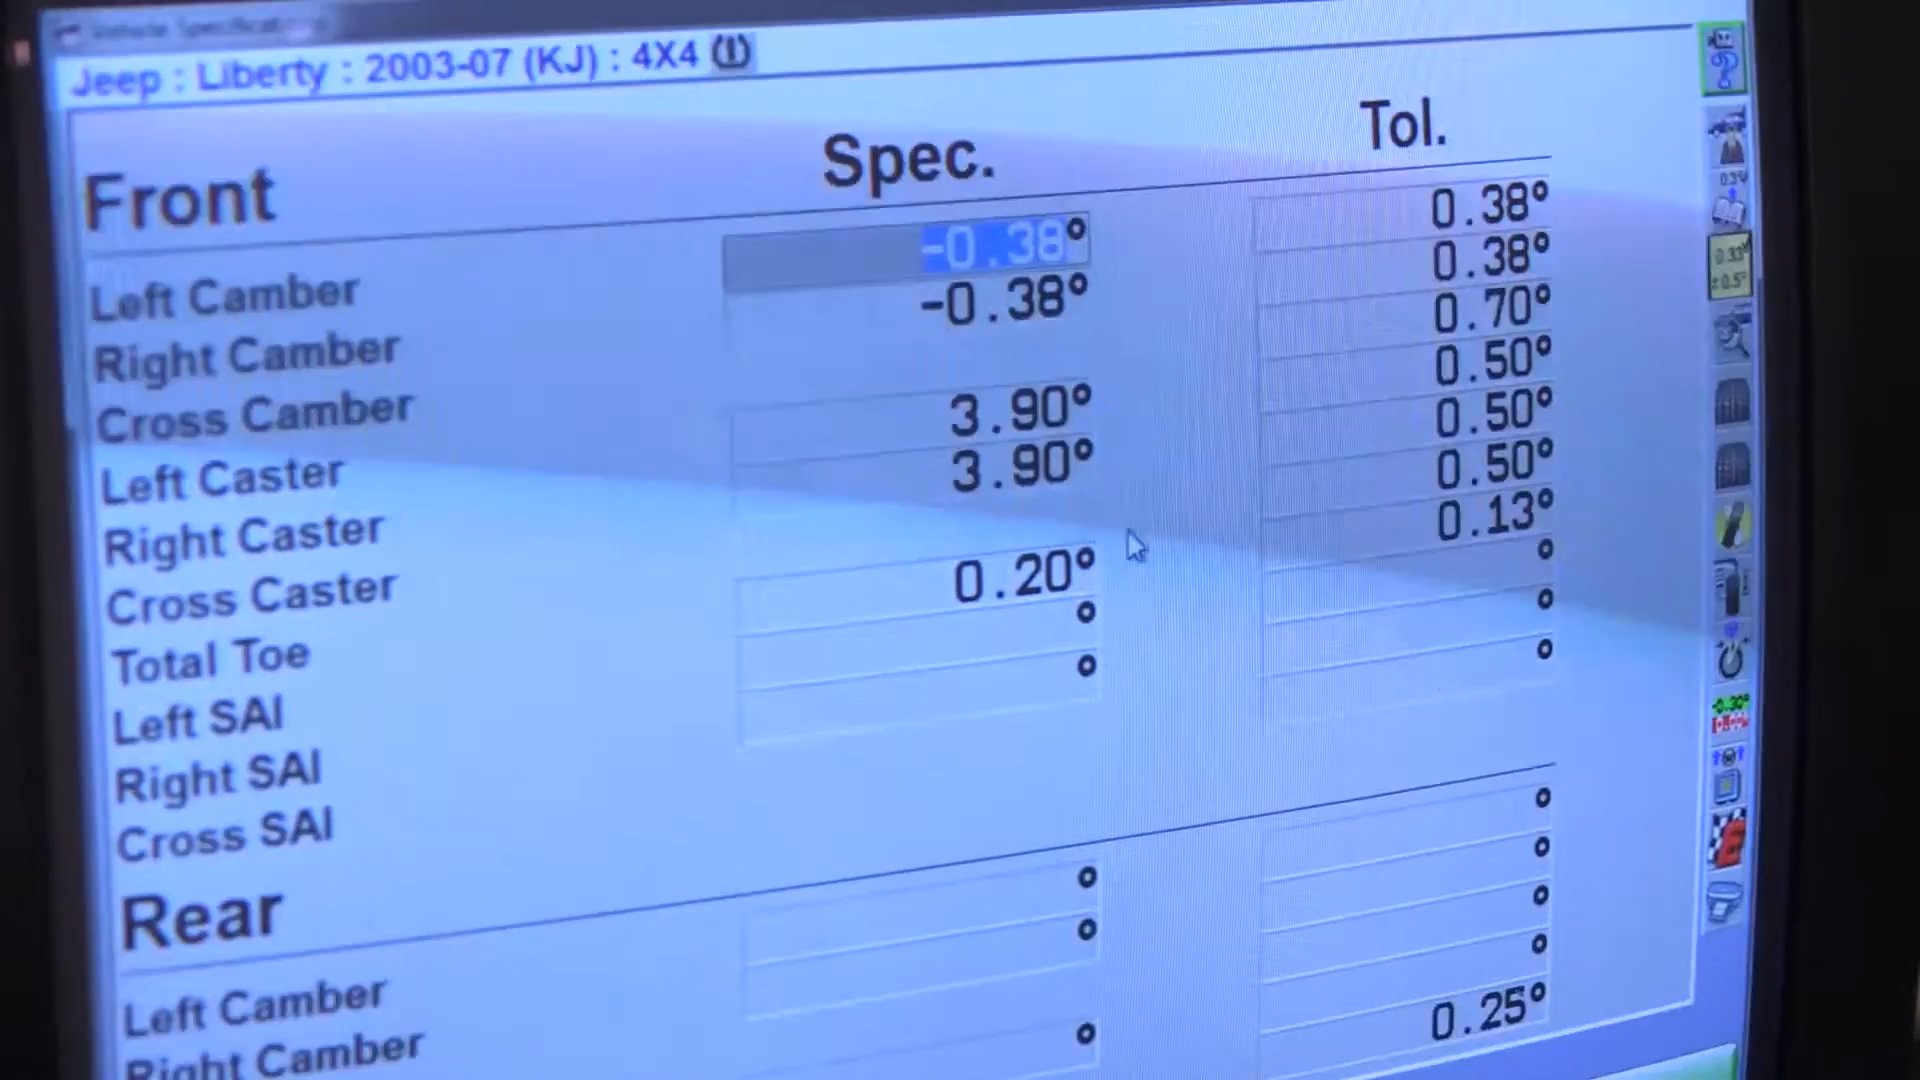 Vehicle Specifications
Jeep : Liberty : 2003-07 (KJ) : 4X4
Front Spec. Tol.
Left Camber -0.38° 0.38°
Right Camber -0.38° 0.38°
Cross Camber 0.70°
Left Caster 3.90° 0.50°
Right Caster 3.90° 0.50°
Cross Caster 0.50°
Total Toe 0.20° 0.13°
Left SAI ° °
Right SAI ° °
Cross SAI °
Rear
Left Camber ° °
Right Camber ° °
°
° °
0.25°